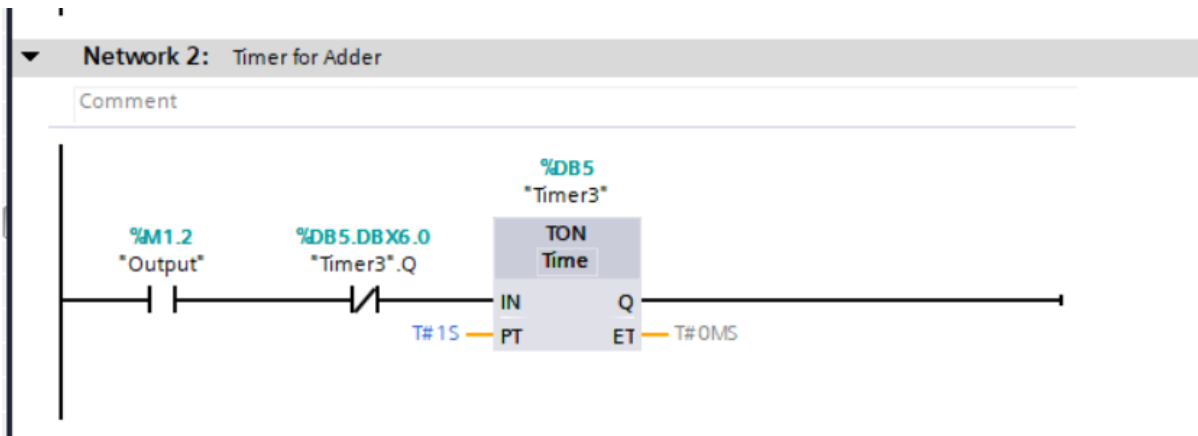 Network 2: Timer for Adder
Comment
%DB5
"Timer3"
%M1.2 %DB5.DBX6.0 TON
"Output" "Timer3".Q Time
IN Q
T#1S PT ET T#0MS